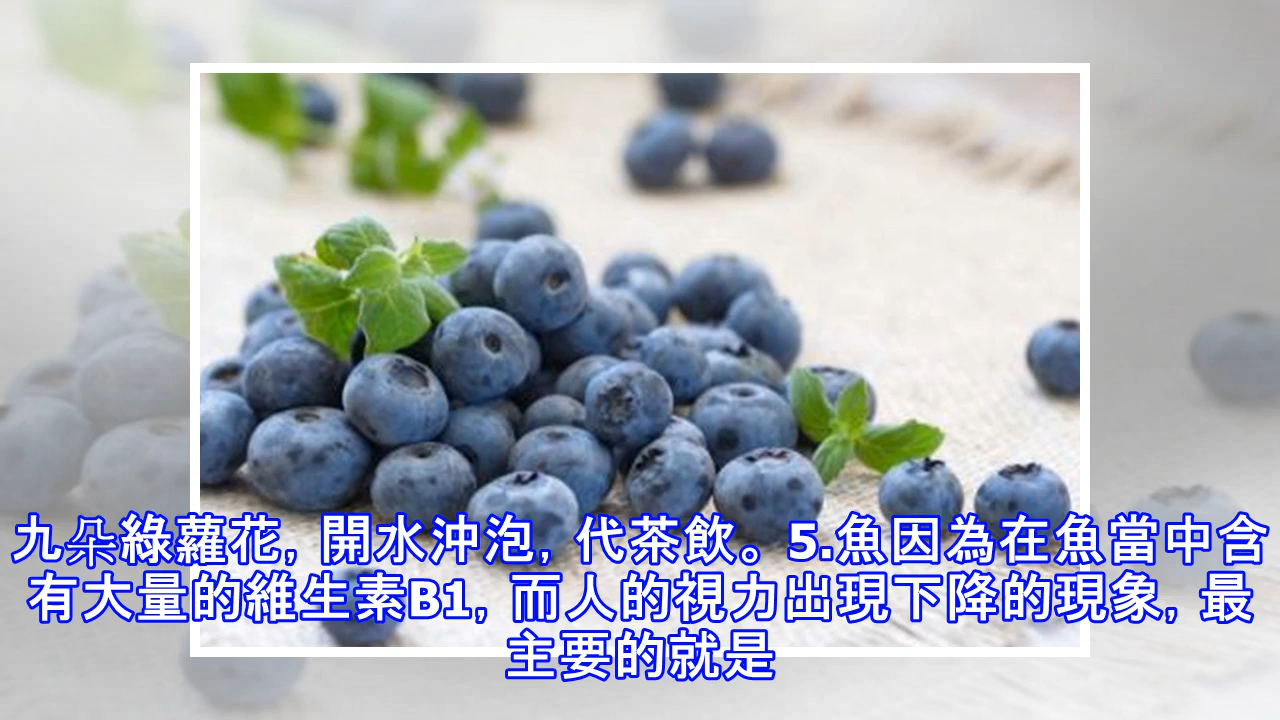 九朵綠蘿花, 開水沖泡, 代茶飲。5.魚因為在魚當中含
有大量的維生素B1, 而人的視力出現下降的現象, 最
主要的就是